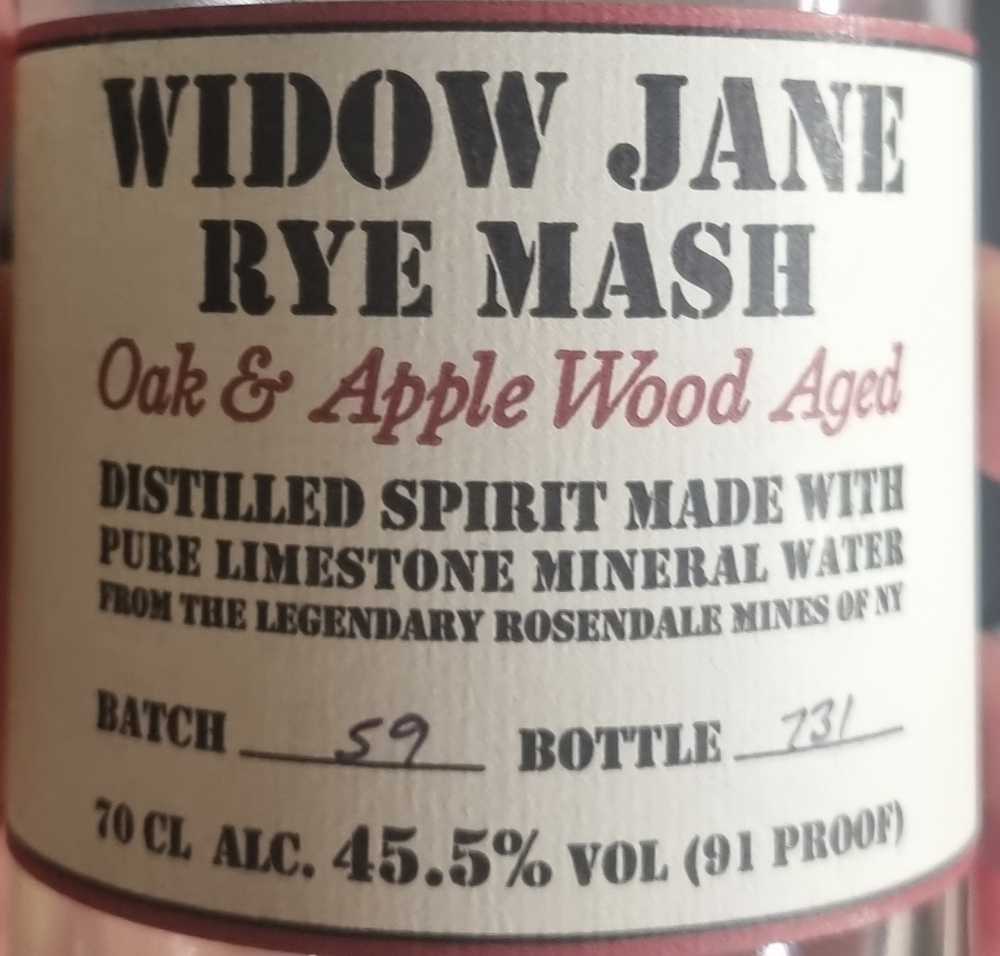 WIDOW JANE
RYE MASH
Oak & Apple Wood Aged
DISTILLED SPIRIT MADE WITH
PURE LIMESTONE MINERAL WATER
FROM THE LEGENDARY ROSENDALE MINES OF NY
BATCH 59 BOTTLE 731
70 CL ALC. 45.5% VOL (91 PROOF)